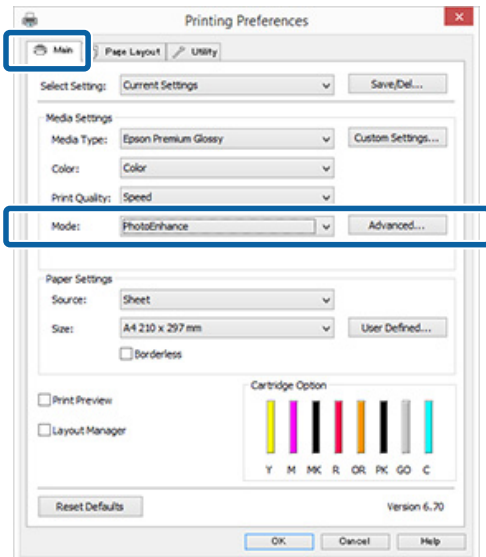 Printing Preferences
Main Page Layout Utility
Select Setting: Current Settings Save/Del...
Media Settings
Media Type: Epson Premium Glossy Custom Settings...
Color: Color
Print Quality: Speed
Mode: PhotoEnhance Advanced...
Paper Settings
Source: Sheet
Size: A4 210 x 297 mm User Defined...
Borderless
Print Preview
Layout Manager
Cartridge Option
Y M MK R OR PK GO C
Reset Defaults Version 6.70
OK Cancel Help